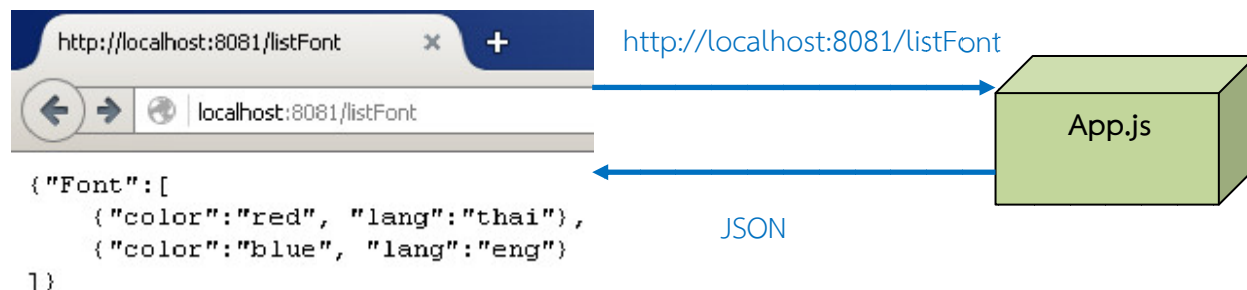 http://localhost:8081/listFont
http://localhost:8081/listFont
localhost:8081/listFont
App.js
{"Font":[
{"color":"red", "lang":"thai"},
{"color":"blue", "lang":"eng"}
]}
JSON